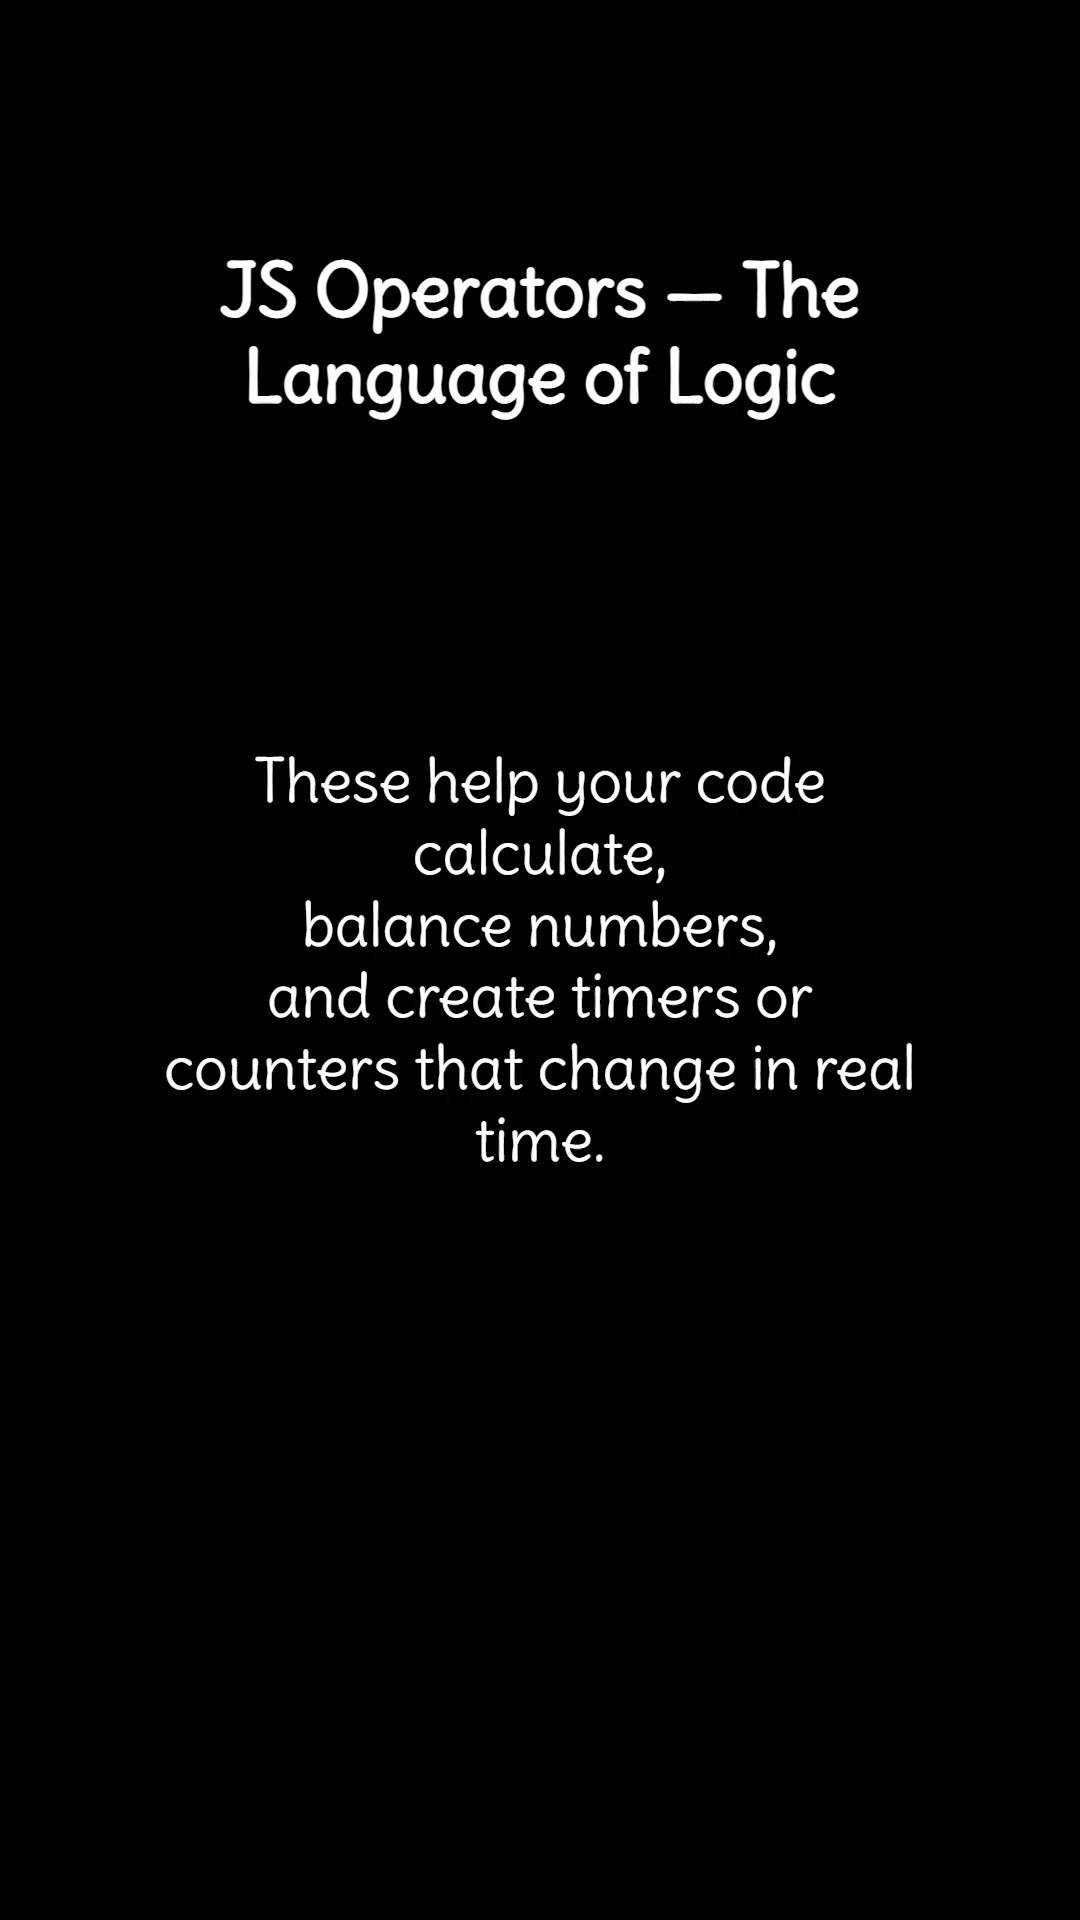 JS Operators — The
Language of Logic
These help your code
calculate,
balance numbers,
and create timers or
counters that change in real
time.